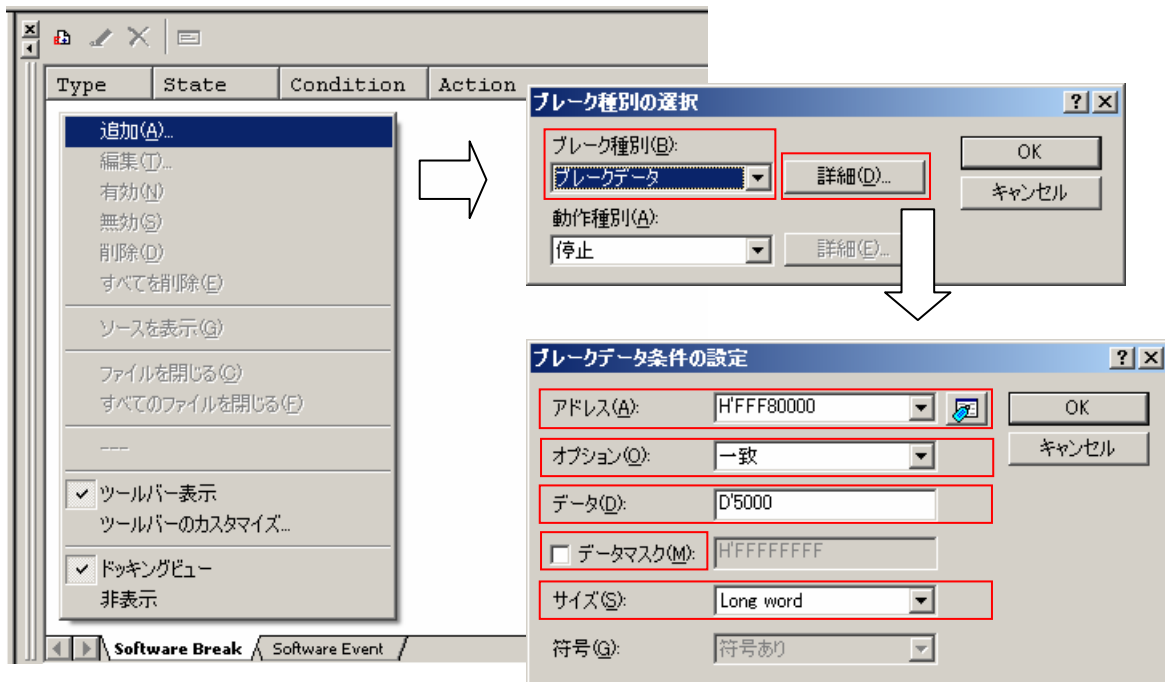 Type State Condition Action
追加(A)...
編集(T)...
有効(N)
無効(S)
削除(D)
すべてを削除(E)
ソースを表示(G)
ファイルを閉じる(C)
すべてのファイルを閉じる(F)
---
ツールバー表示
ツールバーのカスタマイズ...
ドッキングビュー
非表示
Software Break Software Event
ブレーク種別の選択
ブレーク種別(B):
ブレークデータ 詳細(D)...
動作種別(A):
停止 詳細(E)...
OK
キャンセル
ブレークデータ条件の設定
アドレス(A): H'FFF80000
オプション(O): 一致
データ(D): D'5000
データマスク(M): H'FFFFFFFF
サイズ(S): Long word
符号(G): 符号あり
OK
キャンセル